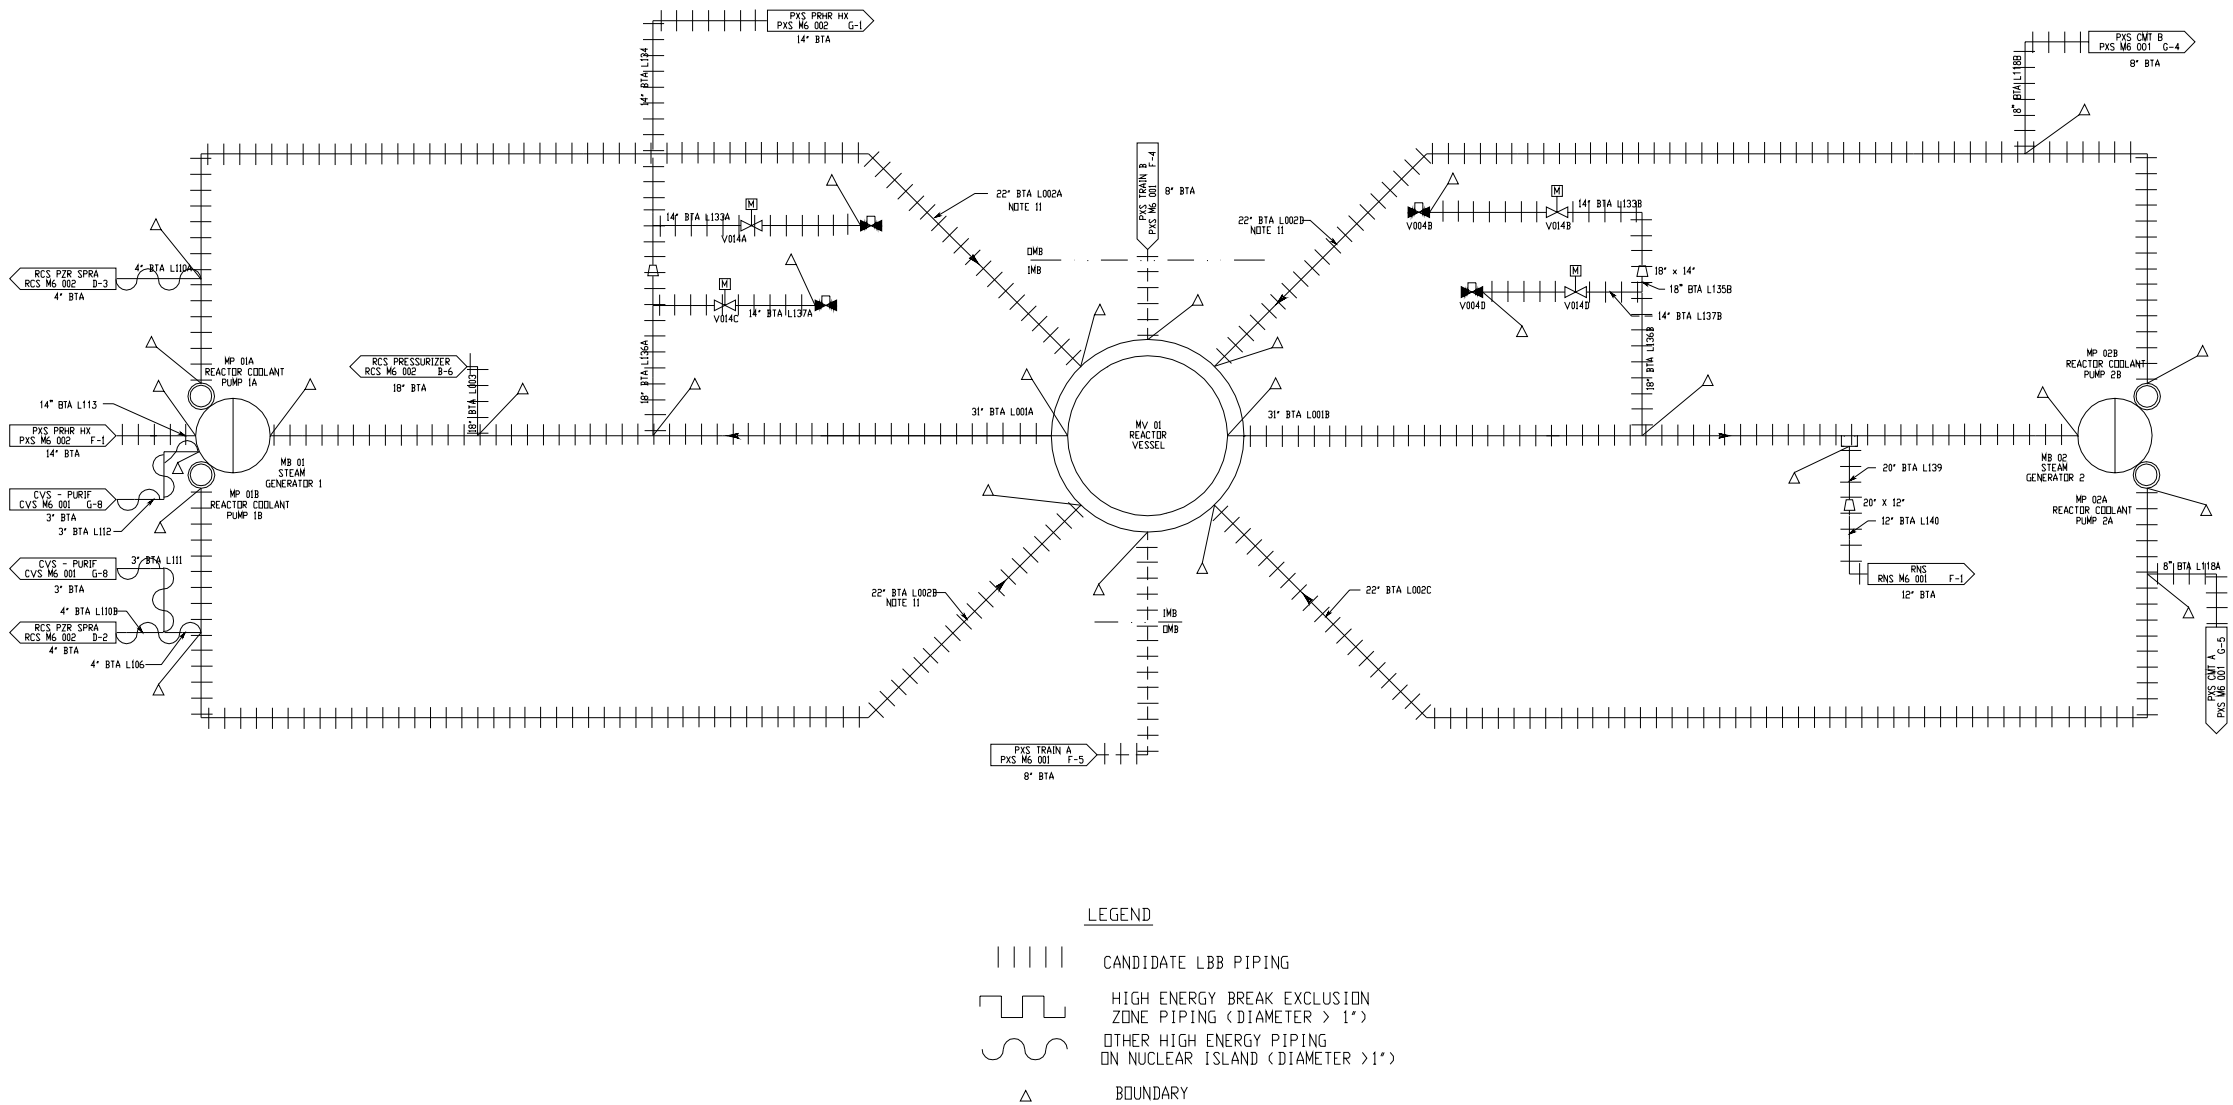 PXS PRHR HX
PXS M6 002 G-1
14" BTA
14" BTA L134
PXS CMT B
PXS M6 001 G-4
8" BTA
8" BTA L118B
PXS TRAIN B
PXS M6 001 F-4
8" BTA
22" BTA L002A
NOTE 11
22" BTA L002D
NOTE 11
14" BTA L133A
M
V014A
M
V014C
14" BTA L137A
M
14" BTA L133B
V004B
V014B
M
V004D
V014D
18" x 14"
18" BTA L135B
14" BTA L137B
18" BTA L136B
OMB
IMB
4" BTA L110A
RCS PZR SPRA
RCS M6 002 D-3
4" BTA
MP 01A
REACTOR COOLANT
PUMP 1A
RCS PRESSURIZER
RCS M6 002 B-6
18" BTA
18" BTA L003
18" BTA L136A
MP 02B
REACTOR COOLANT
PUMP 2B
14" BTA L113
PXS PRHR HX
PXS M6 002 F-1
14" BTA
31" BTA L001A
MV 01
REACTOR
VESSEL
31" BTA L001B
MB 01
STEAM
GENERATOR 1
MB 02
STEAM
GENERATOR 2
20" BTA L139
20" X 12"
12" BTA L140
MP 01B
REACTOR COOLANT
PUMP 1B
CVS - PURIF
CVS M6 001 G-8
3" BTA
3" BTA L112
MP 02A
REACTOR COOLANT
PUMP 2A
3" BTA L111
CVS - PURIF
CVS M6 001 G-8
3" BTA
RNS
RNS M6 001 F-1
12" BTA
8" BTA L118A
4" BTA L110B
RCS PZR SPRA
RCS M6 002 D-2
4" BTA
4" BTA L106
22" BTA L002B
NOTE 11
22" BTA L002C
IMB
OMB
PXS CMT A
PXS M6 001 G-5
PXS TRAIN A
PXS M6 001 F-5
8" BTA
LEGEND
CANDIDATE LBB PIPING
HIGH ENERGY BREAK EXCLUSION
ZONE PIPING (DIAMETER > 1")
OTHER HIGH ENERGY PIPING
ON NUCLEAR ISLAND (DIAMETER >1")
BOUNDARY